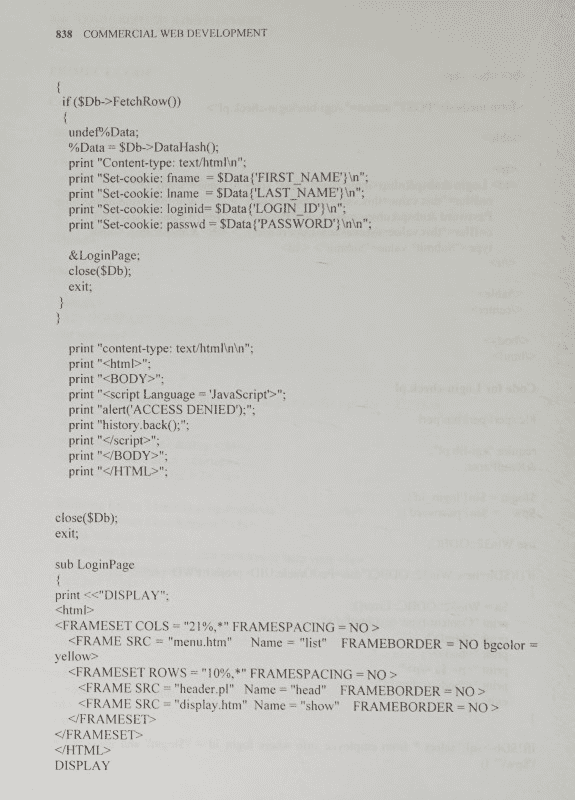 838 COMMERCIAL WEB DEVELOPMENT
{
if ($Db->FetchRow())
{
undef%Data;
%Data = $Db->DataHash();
print "Content-type: text/html\n";
print "Set-cookie: fname = $Data{'FIRST_NAME'}\n";
print "Set-cookie: lname = $Data{'LAST_NAME'}\n";
print "Set-cookie: loginid= $Data{'LOGIN_ID'}\n";
print "Set-cookie: passwd = $Data{'PASSWORD'}\n\n";
&LoginPage;
close($Db);
exit;
}
}
print "content-type: text/html\n\n";
print "<html>";
print "<BODY>";
print "<script Language = 'JavaScript'>";
print "alert('ACCESS DENIED');";
print "history.back();";
print "</script>";
print "</BODY>";
print "</HTML>";
close($Db);
exit;
sub LoginPage
{
print <<"DISPLAY";
<html>
<FRAMESET COLS = "21%,*" FRAMESPACING = NO >
<FRAME SRC = "menu.htm" Name = "list" FRAMEBORDER = NO bgcolor =
yellow>
<FRAMESET ROWS = "10%,*" FRAMESPACING = NO >
<FRAME SRC = "header.pl" Name = "head" FRAMEBORDER = NO >
<FRAME SRC = "display.htm" Name = "show" FRAMEBORDER = NO >
</FRAMESET>
</FRAMESET>
</HTML>
DISPLAY